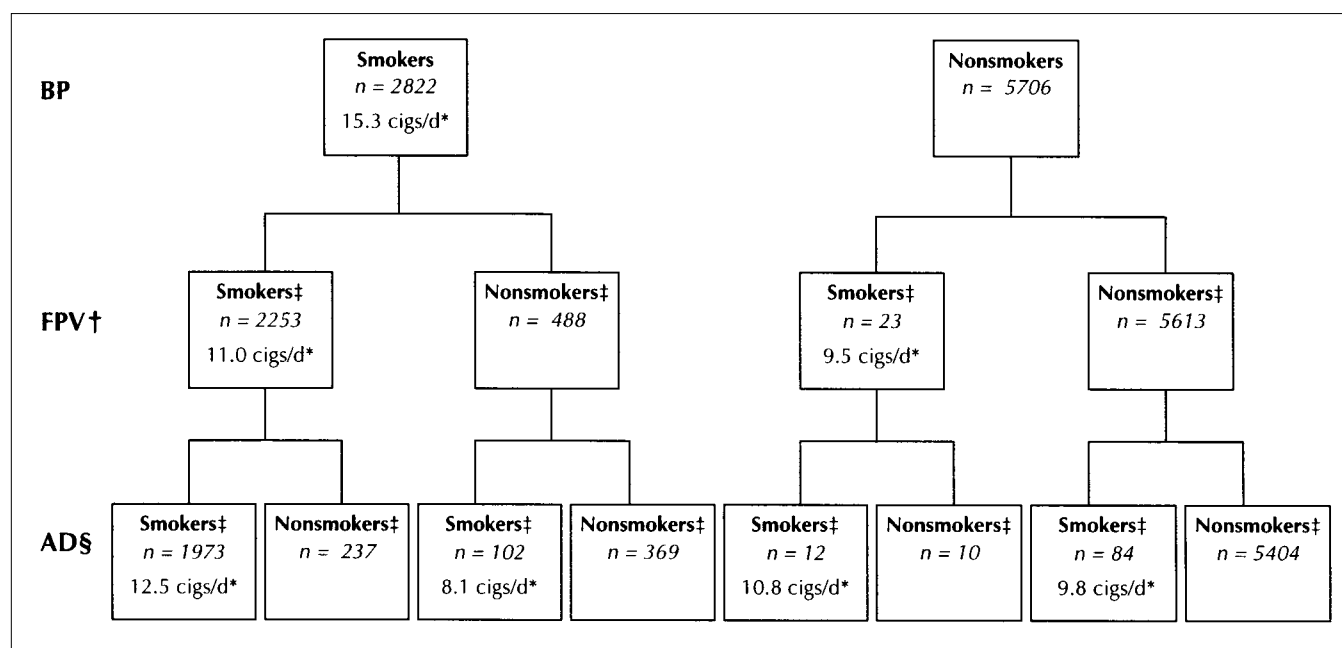 BP
Smokers
n = 2822
15.3 cigs/d*
Nonsmokers
n = 5706
FPV†
Smokers‡
n = 2253
11.0 cigs/d*
Nonsmokers‡
n = 488
Smokers‡
n = 23
9.5 cigs/d*
Nonsmokers‡
n = 5613
AD§
Smokers‡
n = 1973
12.5 cigs/d*
Nonsmokers‡
n = 237
Smokers‡
n = 102
8.1 cigs/d*
Nonsmokers‡
n = 369
Smokers‡
n = 12
10.8 cigs/d*
Nonsmokers‡
n = 10
Smokers‡
n = 84
9.8 cigs/d*
Nonsmokers‡
n = 5404